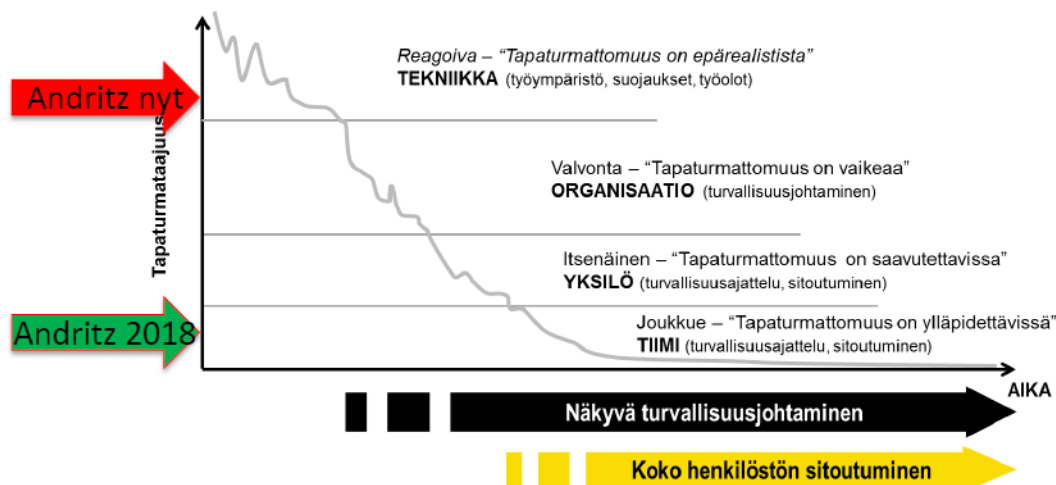 Reagoiva – “Tapaturmattomuus on epärealistista”
TEKNIIKKA (työympäristö, suojaukset, työolot)
Andritz nyt
Tapaturmataajuus
Valvonta – “Tapaturmattomuus on vaikeaa”
ORGANISAATIO (turvallisuusjohtaminen)
Itsenäinen – “Tapaturmattomuus on saavutettavissa”
YKSILÖ (turvallisuusajattelu, sitoutuminen)
Andritz 2018
Joukkue – “Tapaturmattomuus on ylläpidettävissä”
TIIMI (turvallisuusajattelu, sitoutuminen)
AIKA
Näkyvä turvallisuusjohtaminen
Koko henkilöstön sitoutuminen